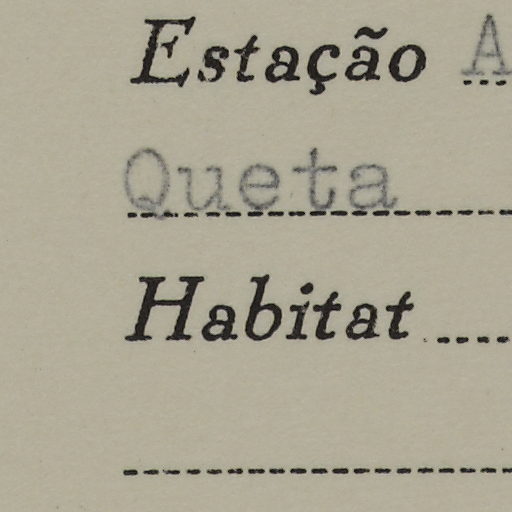 Estação A
Queta
Habitat